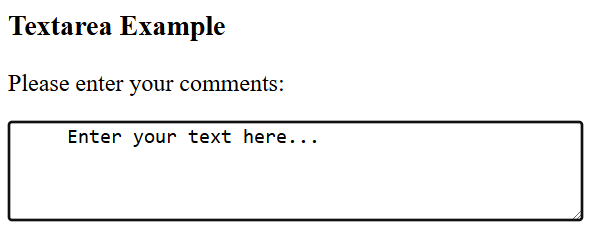 Textarea Example
Please enter your comments:
Enter your text here...